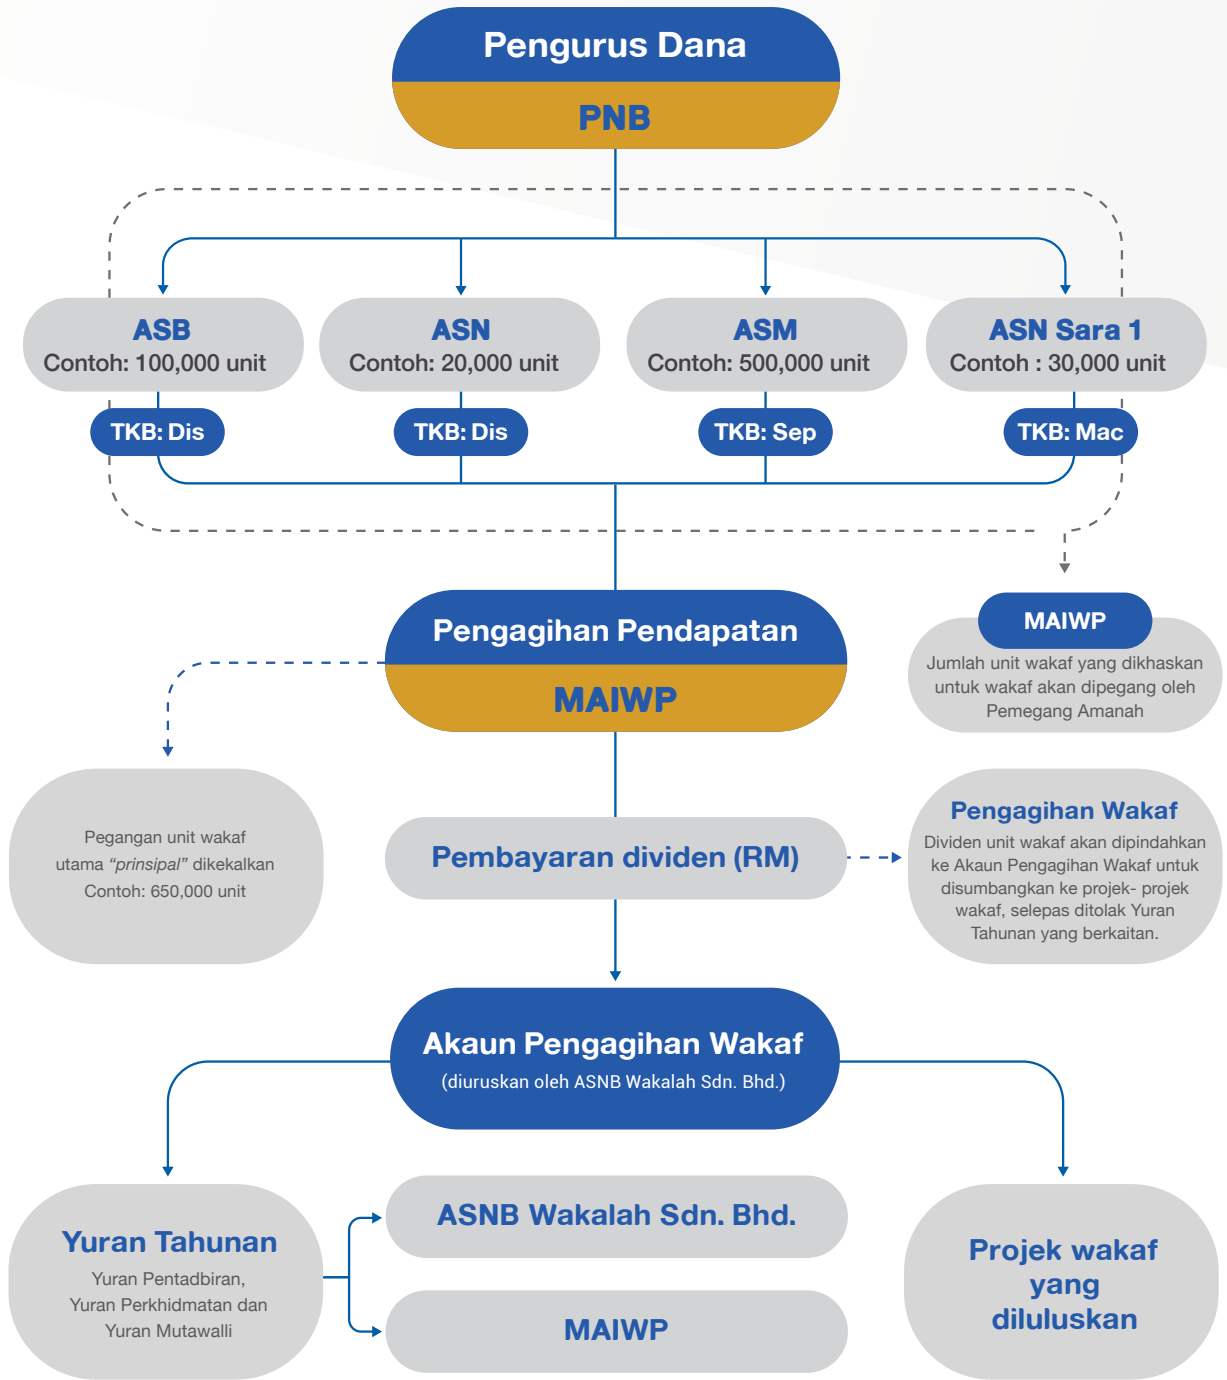 Pengurus Dana
PNB
ASB
Contoh: 100,000 unit
TKB: Dis
ASN
Contoh: 20,000 unit
TKB: Dis
ASM
Contoh: 500,000 unit
TKB: Sep
ASN Sara 1
Contoh : 30,000 unit
TKB: Mac
Pengagihan Pendapatan
MAIWP
MAIWP
Jumlah unit wakaf yang dikhaskan
untuk wakaf akan dipegang oleh
Pemegang Amanah
Pegangan unit wakaf
utama “prinsipal” dikekalkan
Contoh: 650,000 unit
Pembayaran dividen (RM)
Pengagihan Wakaf
Dividen unit wakaf akan dipindahkan
ke Akaun Pengagihan Wakaf untuk
disumbangkan ke projek- projek
wakaf, selepas ditolak Yuran
Tahunan yang berkaitan.
Akaun Pengagihan Wakaf
(diuruskan oleh ASNB Wakalah Sdn. Bhd.)
Yuran Tahunan
Yuran Pentadbiran,
Yuran Perkhidmatan dan
Yuran Mutawalli
ASNB Wakalah Sdn. Bhd.
MAIWP
Projek wakaf
yang
diluluskan